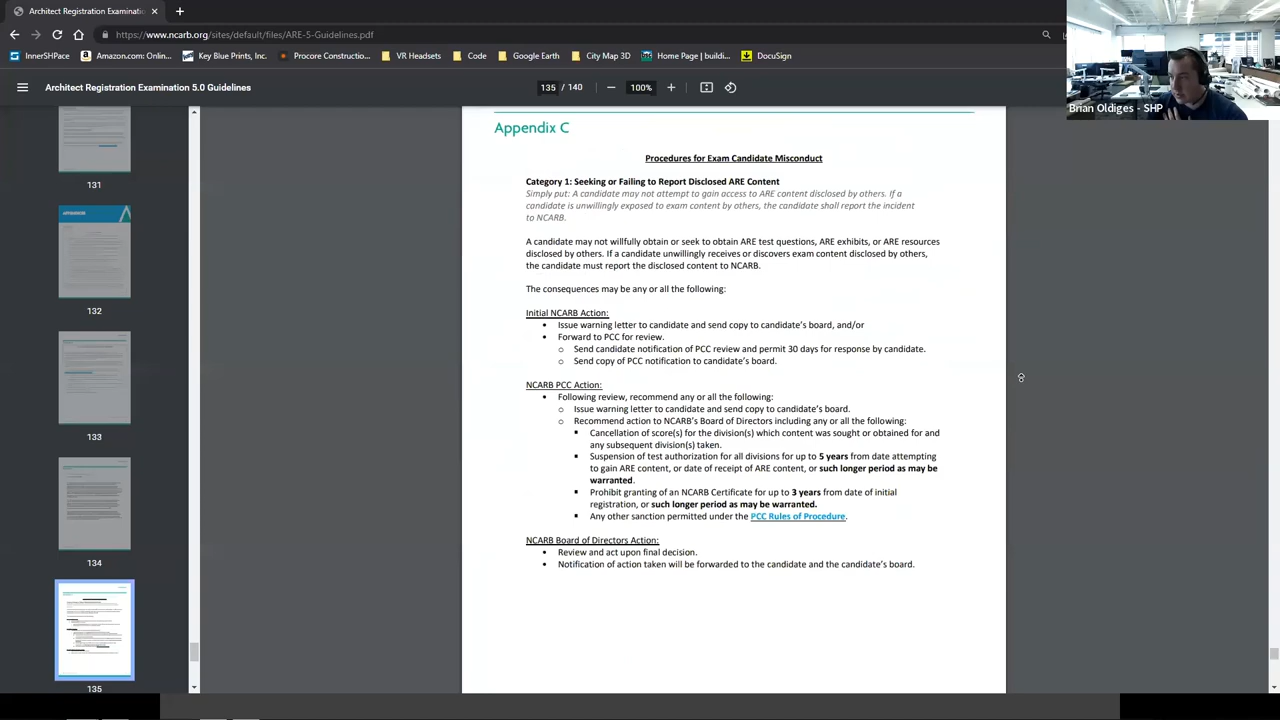 Architect Registration Examinatio
https://www.ncarb.org/sites/default/files/ARE-5-Guidelines.pdf
InnerSHPace
Amazon.com: Online...
Key Blue Prints, Inc.
Procore Constructio...
VR Headset
Code
City Map 3D
Home Page | buildi...
DocuSign
Architect Registration Examination 5.0 Guidelines
135 / 140
100%
Brian Oldiges - SHP
131
132
133
134
135
Appendix C
Procedures for Exam Candidate Misconduct
Category 1: Seeking or Failing to Report Disclosed ARE Content
Simply put: A candidate may not attempt to gain access to ARE content disclosed by others. If a
candidate is unwillingly exposed to exam content by others, the candidate shall report the incident
to NCARB.
A candidate may not willfully obtain or seek to obtain ARE test questions, ARE exhibits, or ARE resources
disclosed by others. If a candidate unwillingly receives or discovers exam content disclosed by others,
the candidate must report the disclosed content to NCARB.
The consequences may be any or all the following:
Initial NCARB Action:
• Issue warning letter to candidate and send copy to candidate's board, and/or
• Forward to PCC for review.
o Send candidate notification of PCC review and permit 30 days for response by candidate.
o Send copy of PCC notification to candidate's board.
NCARB PCC Action:
• Following review, recommend any or all the following:
o Issue warning letter to candidate and send copy to candidate's board.
o Recommend action to NCARB's Board of Directors including any or all the following:
▪ Cancellation of score(s) for the division(s) which content was sought or obtained for and
any subsequent division(s) taken.
▪ Suspension of test authorization for all divisions for up to 5 years from date attempting
to gain ARE content, or date of receipt of ARE content, or such longer period as may be
warranted.
▪ Prohibit granting of an NCARB Certificate for up to 3 years from date of initial
registration, or such longer period as may be warranted.
▪ Any other sanction permitted under the PCC Rules of Procedure.
NCARB Board of Directors Action:
• Review and act upon final decision.
• Notification of action taken will be forwarded to the candidate and the candidate's board.